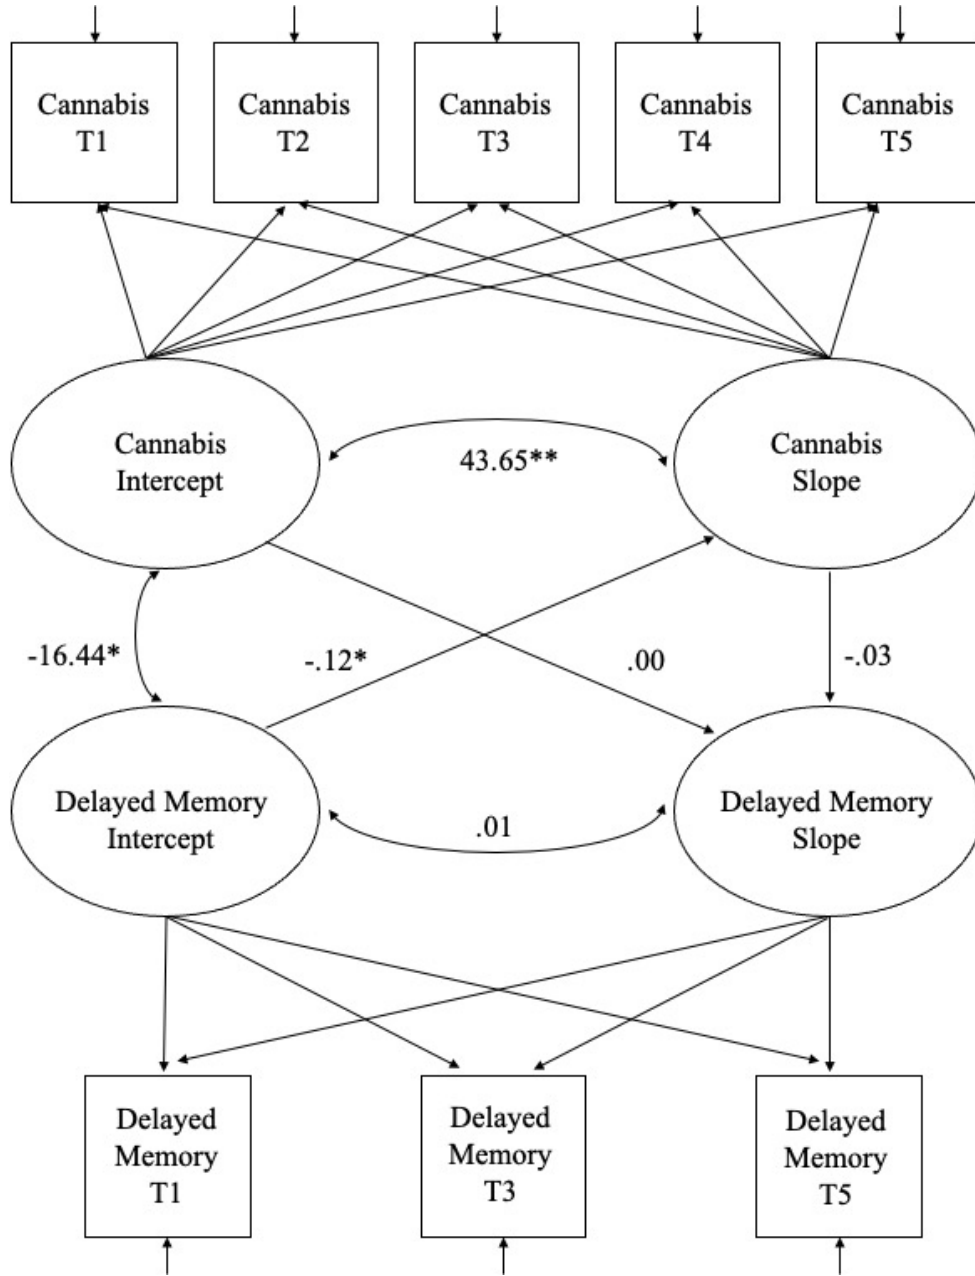 Cannabis
T1
Cannabis
T2
Cannabis
T3
Cannabis
T4
Cannabis
T5
Cannabis
Intercept
43.65**
Cannabis
Slope
-16.44*
-.12*
.00
-.03
Delayed Memory
Intercept
.01
Delayed Memory
Slope
Delayed
Memory
T1
Delayed
Memory
T3
Delayed
Memory
T5